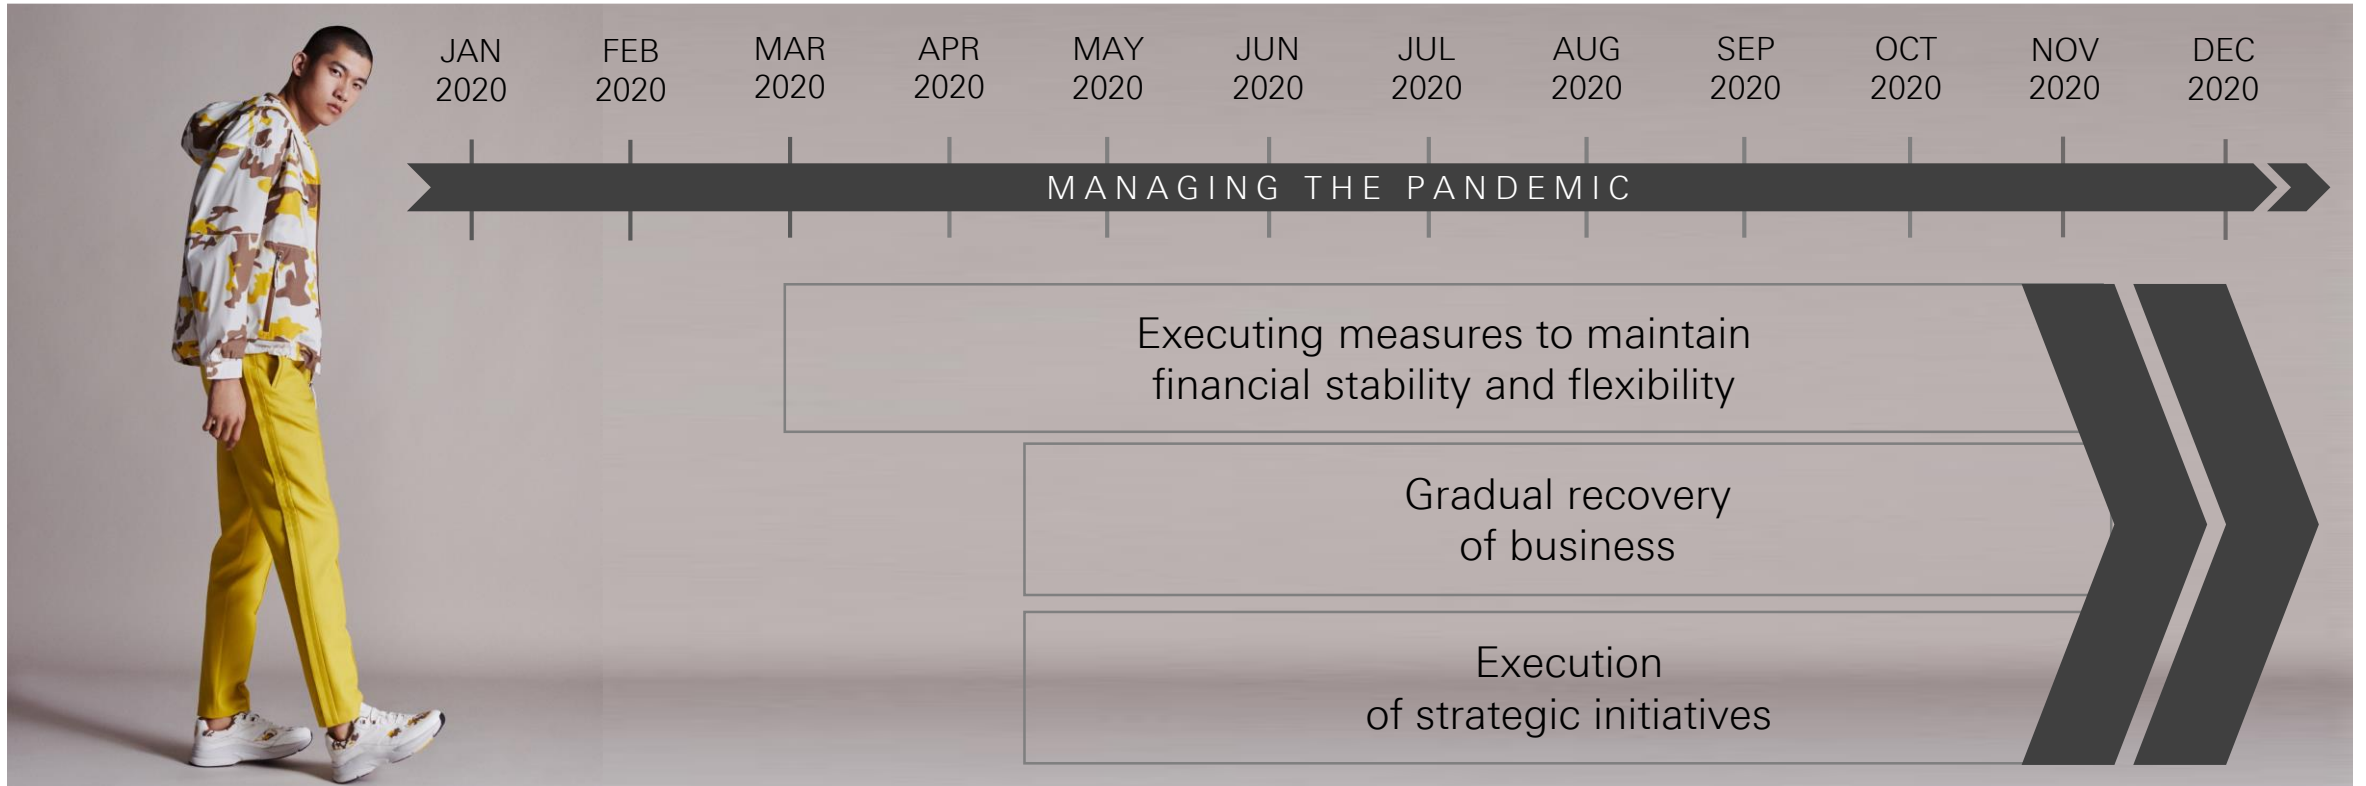 JAN
2020
FEB
2020
MAR
2020
APR
2020
MAY
2020
JUN
2020
JUL
2020
AUG
2020
SEP
2020
OCT
2020
NOV
2020
DEC
2020
MANAGING THE PANDEMIC
Executing measures to maintain
financial stability and flexibility
Gradual recovery
of business
Execution
of strategic initiatives